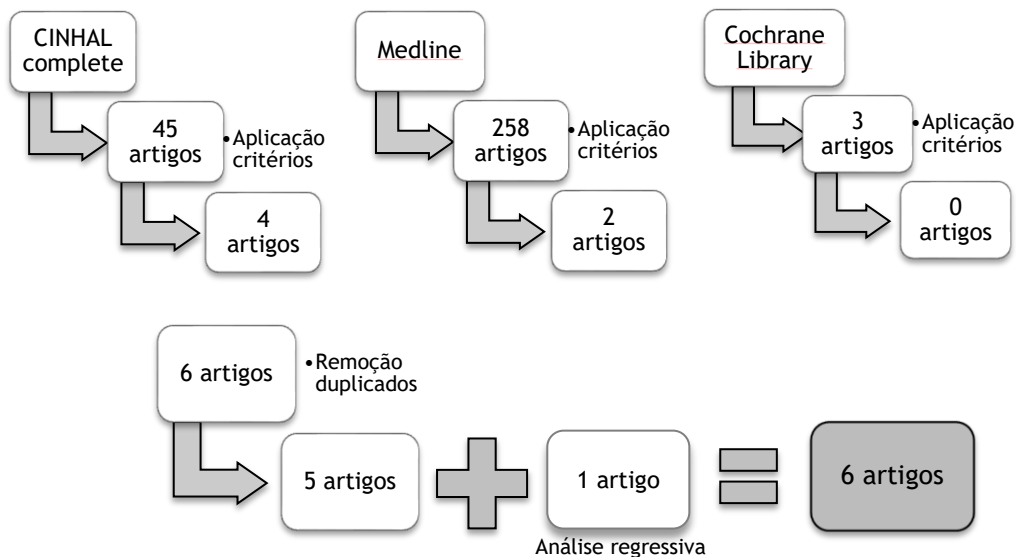 CINHAL
complete
45
artigos
•Aplicação
critérios
4
artigos
Medline
258
artigos
•Aplicação
critérios
2
artigos
Cochrane
Library
3
artigos
•Aplicação
critérios
0
artigos
6 artigos
•Remoção
duplicados
5 artigos
1 artigo
Análise regressiva
6 artigos